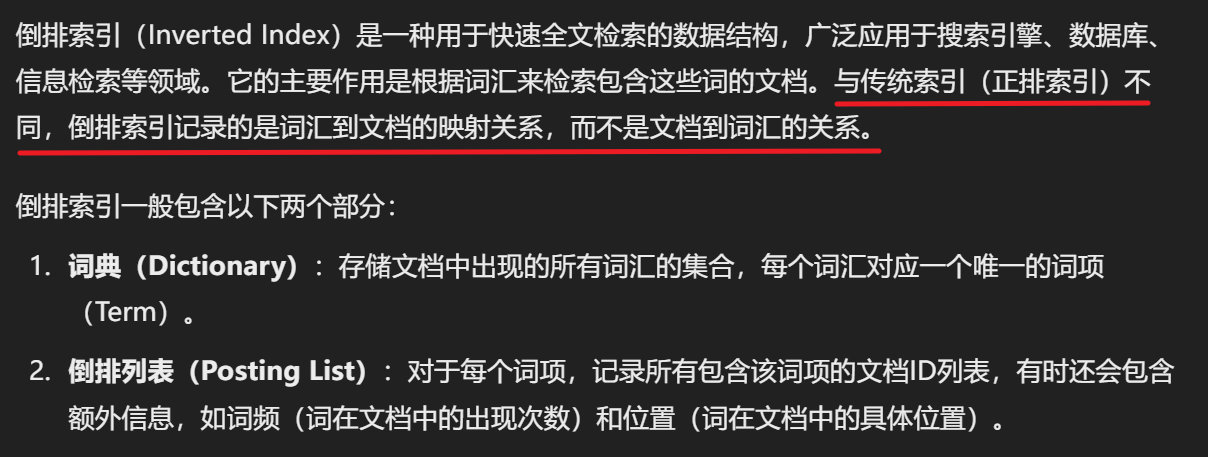 倒排索引（Inverted Index）是一种用于快速全文检索的数据结构，广泛应用于搜索引擎、数据库、
信息检索等领域。它的主要作用是根据词汇来检索包含这些词的文档。与传统索引（正排索引）不
同，倒排索引记录的是词汇到文档的映射关系，而不是文档到词汇的关系。
倒排索引一般包含以下两个部分：
1. 词典（Dictionary）：存储文档中出现的所有词汇的集合，每个词汇对应一个唯一的词项
（Term）。
2. 倒排列表（Posting List）：对于每个词项，记录所有包含该词项的文档ID列表，有时还会包含
额外信息，如词频（词在文档中的出现次数）和位置（词在文档中的具体位置）。